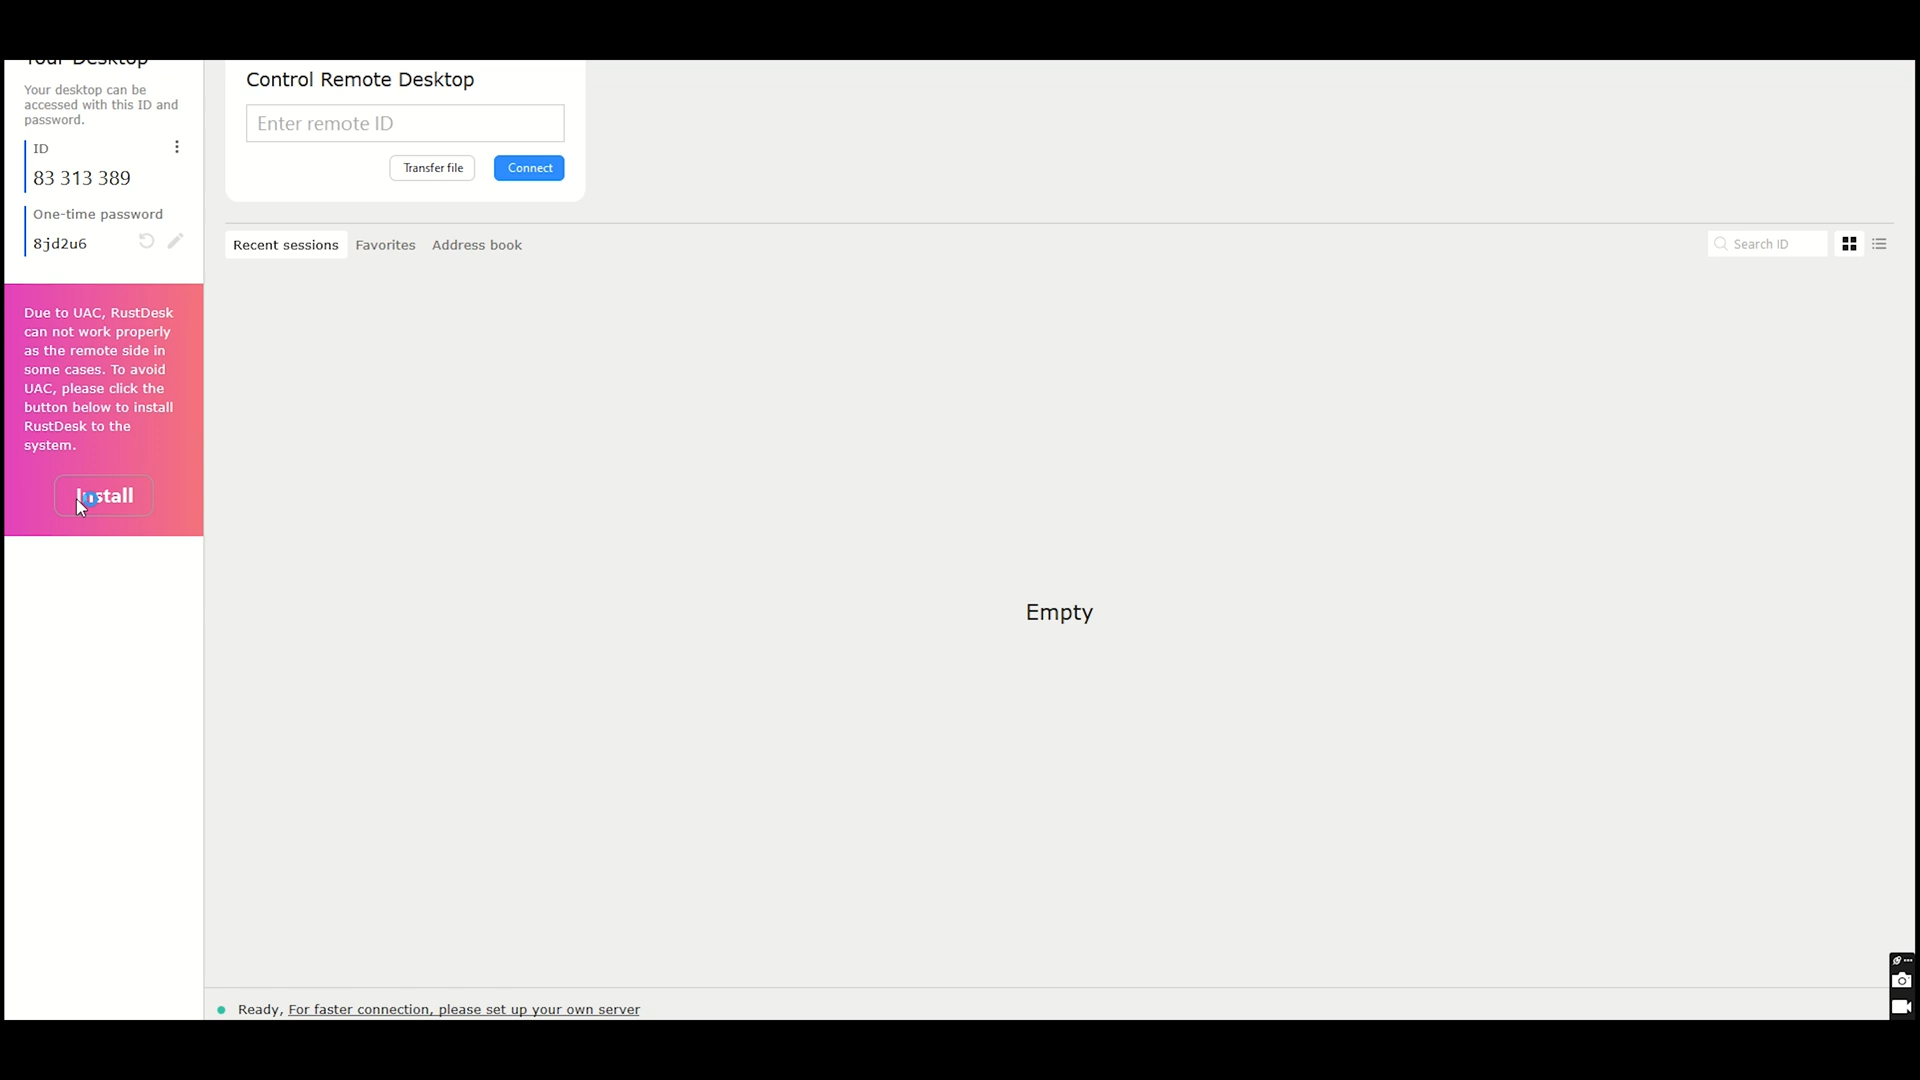 Your Desktop
Your desktop can be
accessed with this ID and
password.
ID
83 313 389
One-time password
8jd2u6
Due to UAC, RustDesk
can not work properly
as the remote side in
some cases. To avoid
UAC, please click the
button below to install
RustDesk to the
system.
Install
Control Remote Desktop
Enter remote ID
Transfer file
Connect
Recent sessions
Favorites
Address book
Search ID
Empty
Ready, For faster connection, please set up your own server